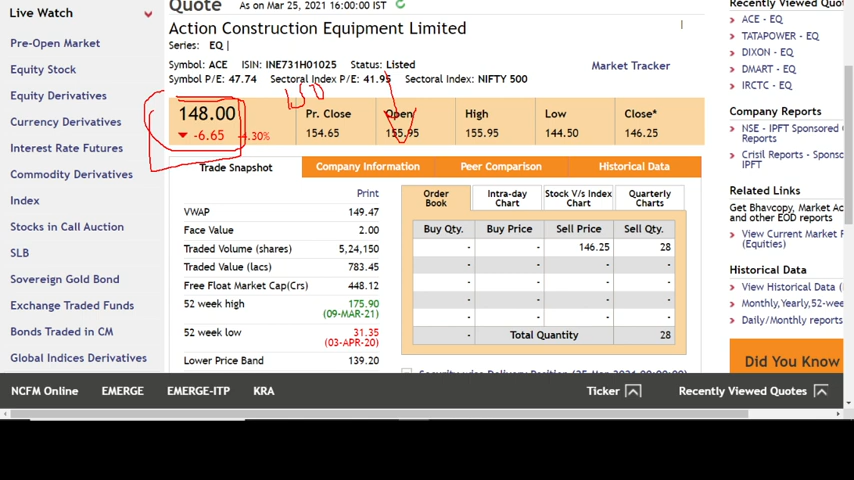 Live Watch
Pre-Open Market
Equity Stock
Equity Derivatives
Currency Derivatives
Interest Rate Futures
Commodity Derivatives
Index
Stocks in Call Auction
SLB
Sovereign Gold Bond
Exchange Traded Funds
Bonds Traded in CM
Global Indices Derivatives
Quote As on Mar 25, 2021 16:00:00 IST
Action Construction Equipment Limited
Series: EQ |
Symbol: ACE ISIN: INE731H01025 Status: Listed
Symbol P/E: 47.74 Sectoral Index P/E: 41.95 Sectoral Index: NIFTY 500
Market Tracker
150
148.00 Pr. Close Open High Low Close*
-6.65 -4.30% 154.65 155.95 155.95 144.50 146.25
Trade Snapshot Company Information Peer Comparison Historical Data
Print
VWAP 149.47
Face Value 2.00
Traded Volume (shares) 5,24,150
Traded Value (lacs) 783.45
Free Float Market Cap(Crs) 448.12
52 week high 175.90
(09-MAR-21)
52 week low 31.35
(03-APR-20)
Lower Price Band 139.20
Order Book Intra-day Chart Stock V/s Index Chart Quarterly Charts
Buy Qty. Buy Price Sell Price Sell Qty.
- - 146.25 28
- - - -
- - - -
- - - -
- - - -
- Total Quantity 28
Recently Viewed Quotes
ACE - EQ
TATAPOWER - EQ
DIXON - EQ
DMART - EQ
IRCTC - EQ
Company Reports
NSE - IPFT Sponsored
Reports
Crisil Reports - Sponso
IPFT
Related Links
Get Bhavcopy, Market Ac
and other EOD reports
View Current Market F
(Equities)
Historical Data
View Historical Data (
Monthly,Yearly,52-wee
Daily/Monthly reports
Did You Know
NCFM Online EMERGE EMERGE-ITP KRA Ticker Recently Viewed Quotes